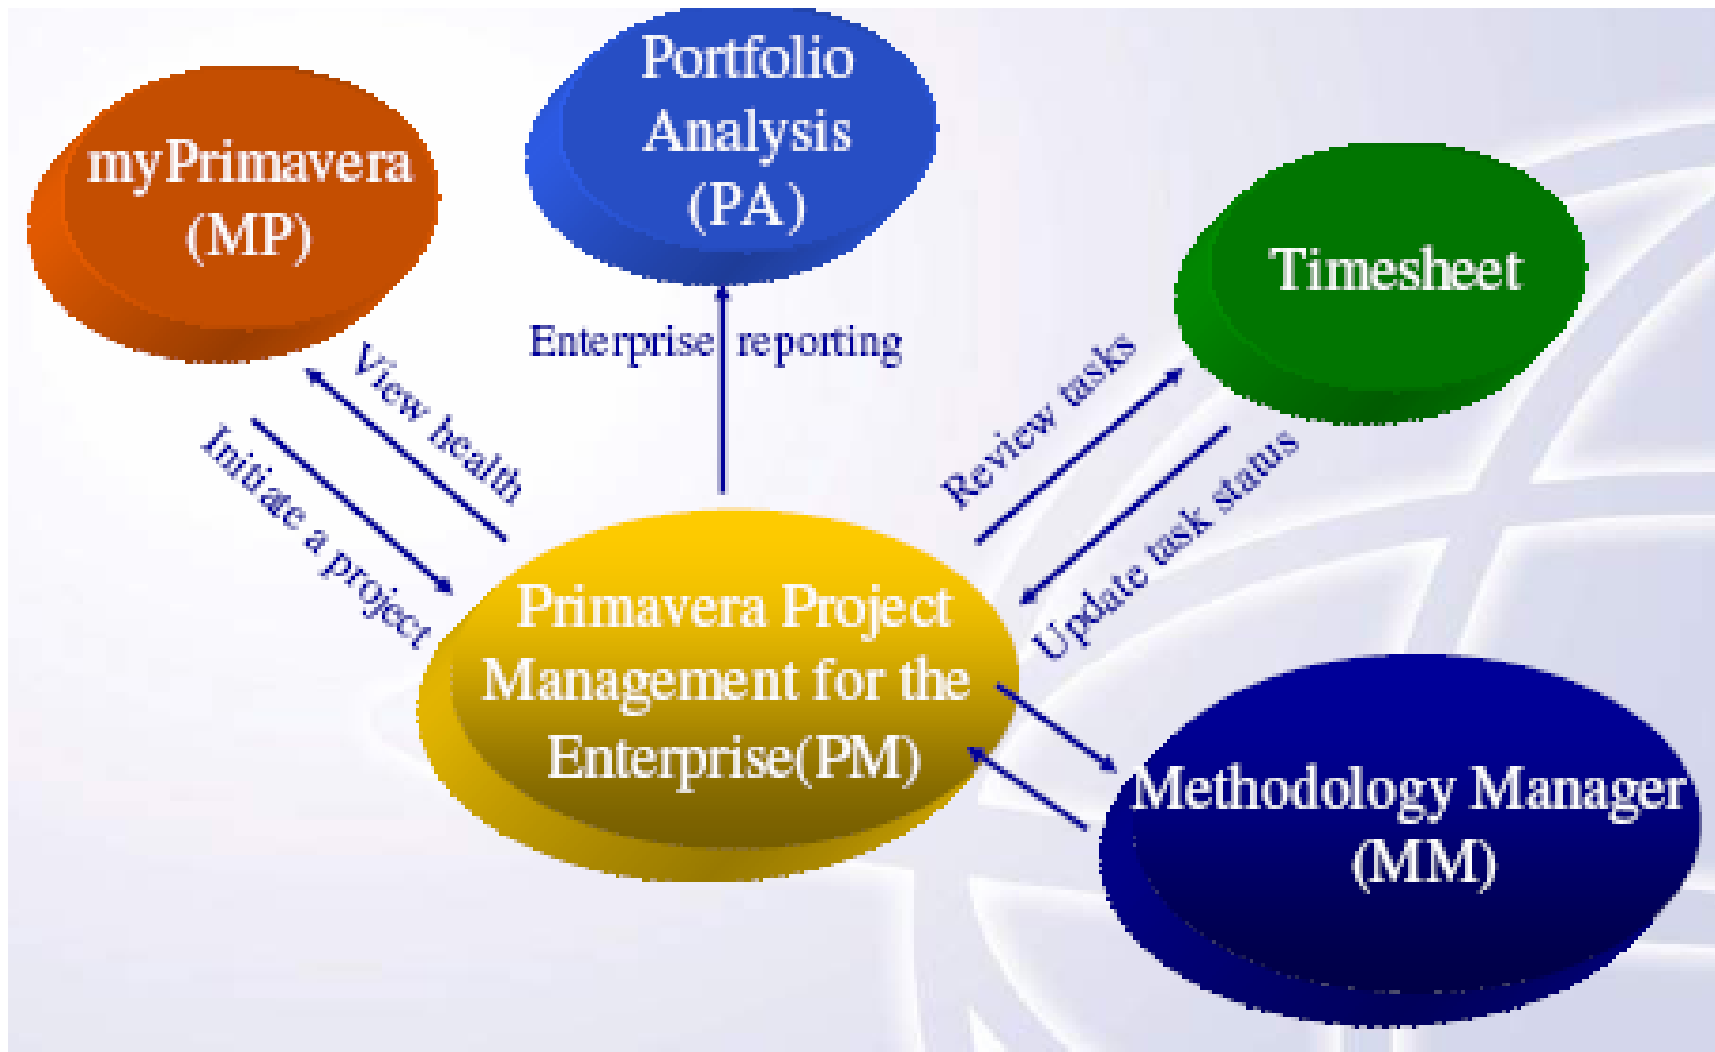 myPrimavera
(MP)
Portfolio
Analysis
(PA)
Timesheet
Enterprise reporting
View health
Initiate a project
Review tasks
Update task status
Primavera Project
Management for the
Enterprise(PM)
Methodology Manager
(MM)